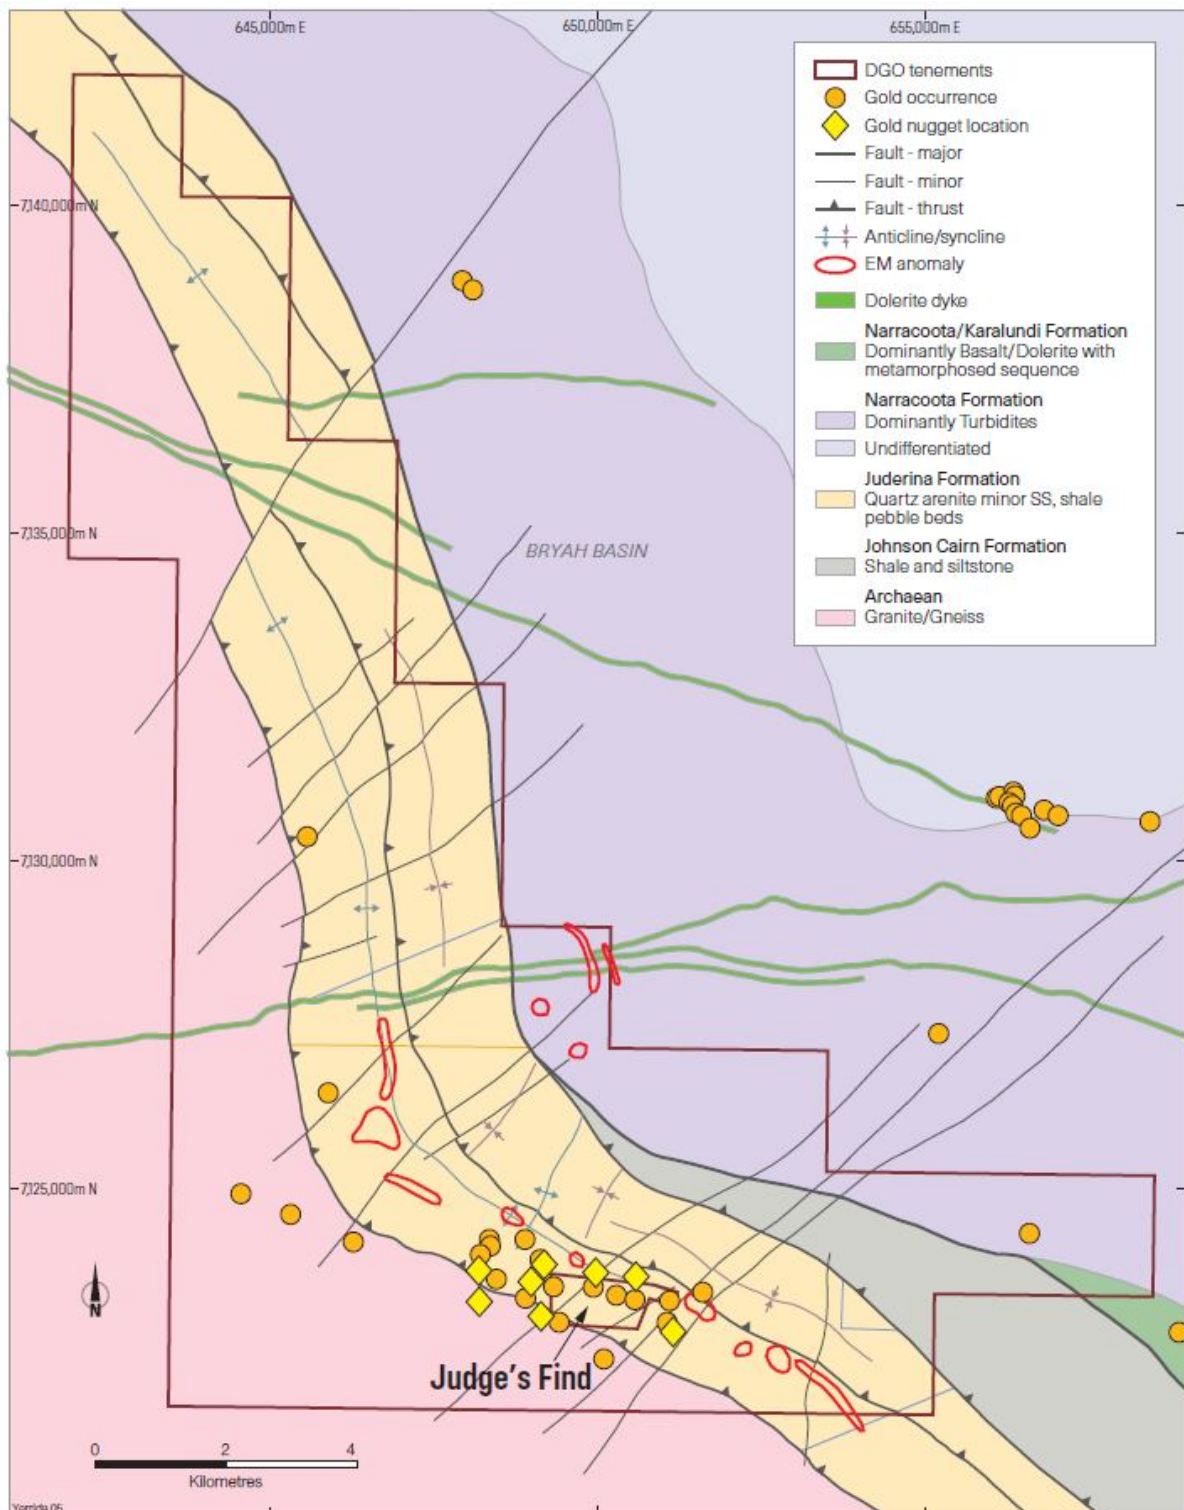 645,000m E
650,000m E
655,000m E
DGO tenements
Gold occurrence
Gold nugget location
Fault - major
Fault - minor
Fault - thrust
Anticline/syncline
EM anomaly
Dolerite dyke
Narracoota/Karalundi Formation
Dominantly Basalt/Dolerite with
metamorphosed sequence
Narracoota Formation
Dominantly Turbidites
Undifferentiated
Juderina Formation
Quartz arenite minor SS, shale
pebble beds
Johnson Cairn Formation
Shale and siltstone
Archaean
Granite/Gneiss
7,140,000m N
7,135,000m N
BRYAH BASIN
7,130,000m N
7,125,000m N
N
Judge's Find
0 2 4
Kilometres